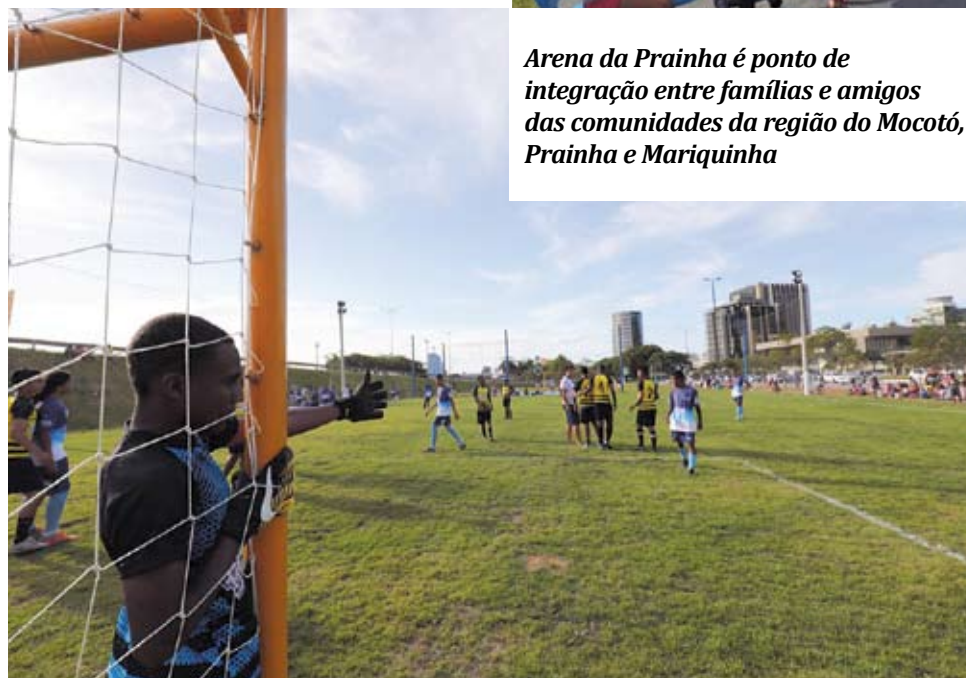 Arena da Prainha é ponto de
integração entre famílias e amigos
das comunidades da região do Mocotó,
Prainha e Mariquinha